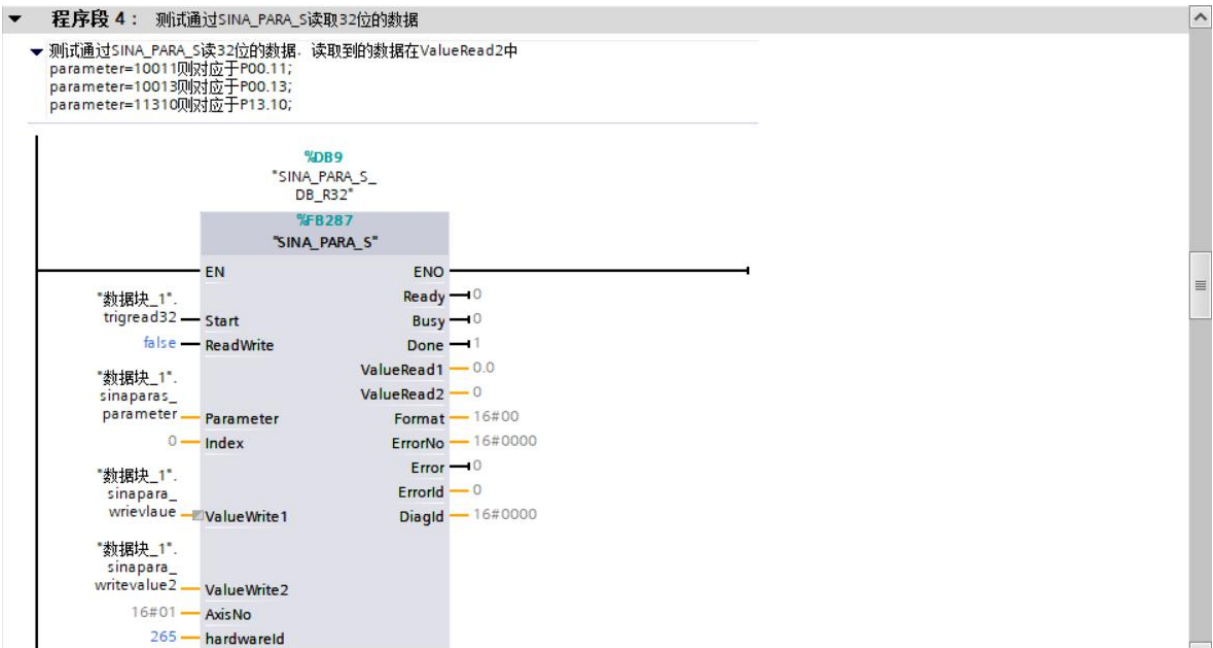 程序段 4： 测试通过SINA_PARA_S读取32位的数据
测试通过SINA_PARA_S读32位的数据. 读取到的数据在ValueRead2中
parameter=10011则对应于P00.11;
parameter=10013则对应于P00.13;
parameter=11310则对应于P13.10;
%DB9
"SINA_PARA_S_
DB_R32"
%FB287
"SINA_PARA_S"
EN ENO
Ready 0
"数据块_1".
trigread32 Start Busy 0
false ReadWrite Done 1
ValueRead1 0.0
"数据块_1".
sinaparas_ ValueRead2 0
parameter Parameter Format 16#00
0 Index ErrorNo 16#0000
Error 0
"数据块_1".
sinapara_ ErrorId 0
wrievlaue ValueWrite1 DiagId 16#0000
"数据块_1".
sinapara_
writevalue2 ValueWrite2
16#01 AxisNo
265 hardwareId